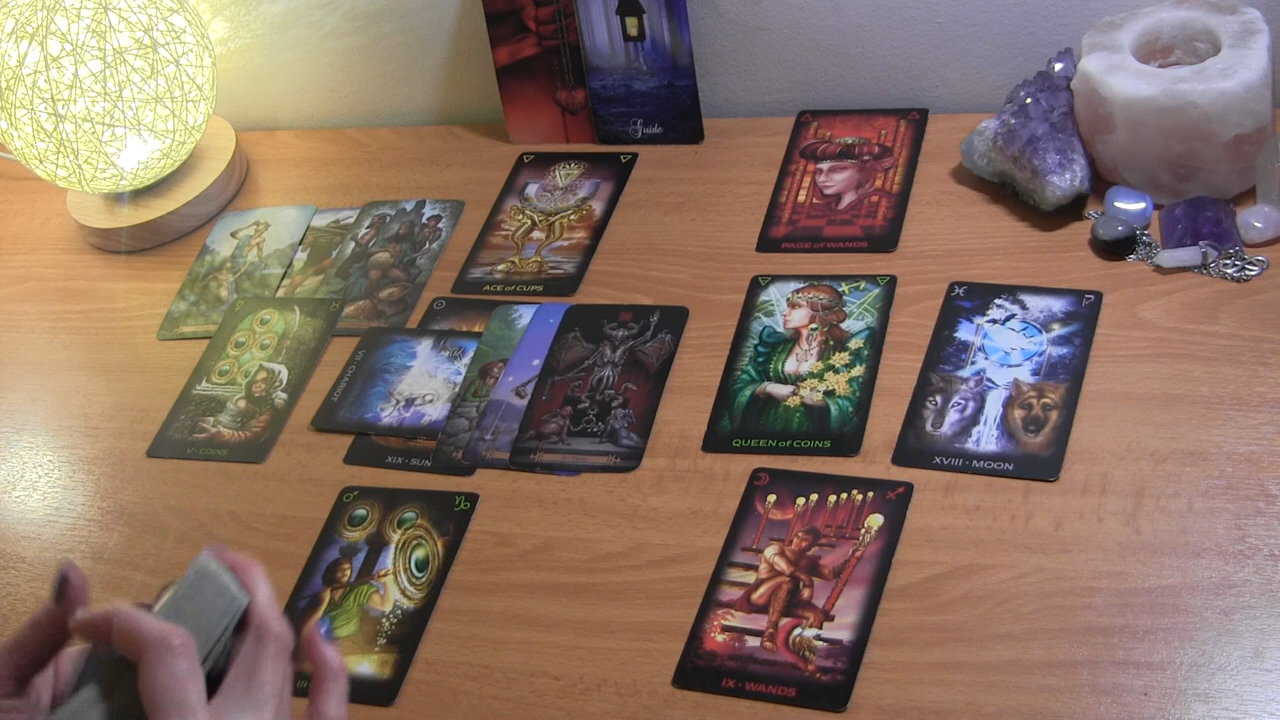 Guide
ACE of CUPS
PAGE of WANDS
V · COINS
VII · CHARIOT
XIX · SUN
QUEEN of COINS
XVIII · MOON
IX · WANDS